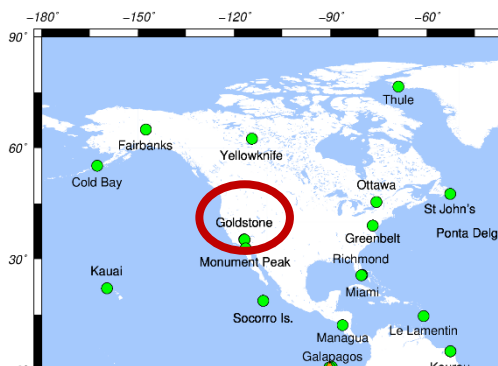 −180° −150° −120° −90° −60°
90°
Thule
Fairbanks
60°
Yellowknife
Cold Bay
Ottawa
St John's
Goldstone
Ponta Delg
Greenbelt
Monument Peak
Richmond
30°
Kauai
Miami
Socorro Is.
Le Lamentin
Managua
Galapagos